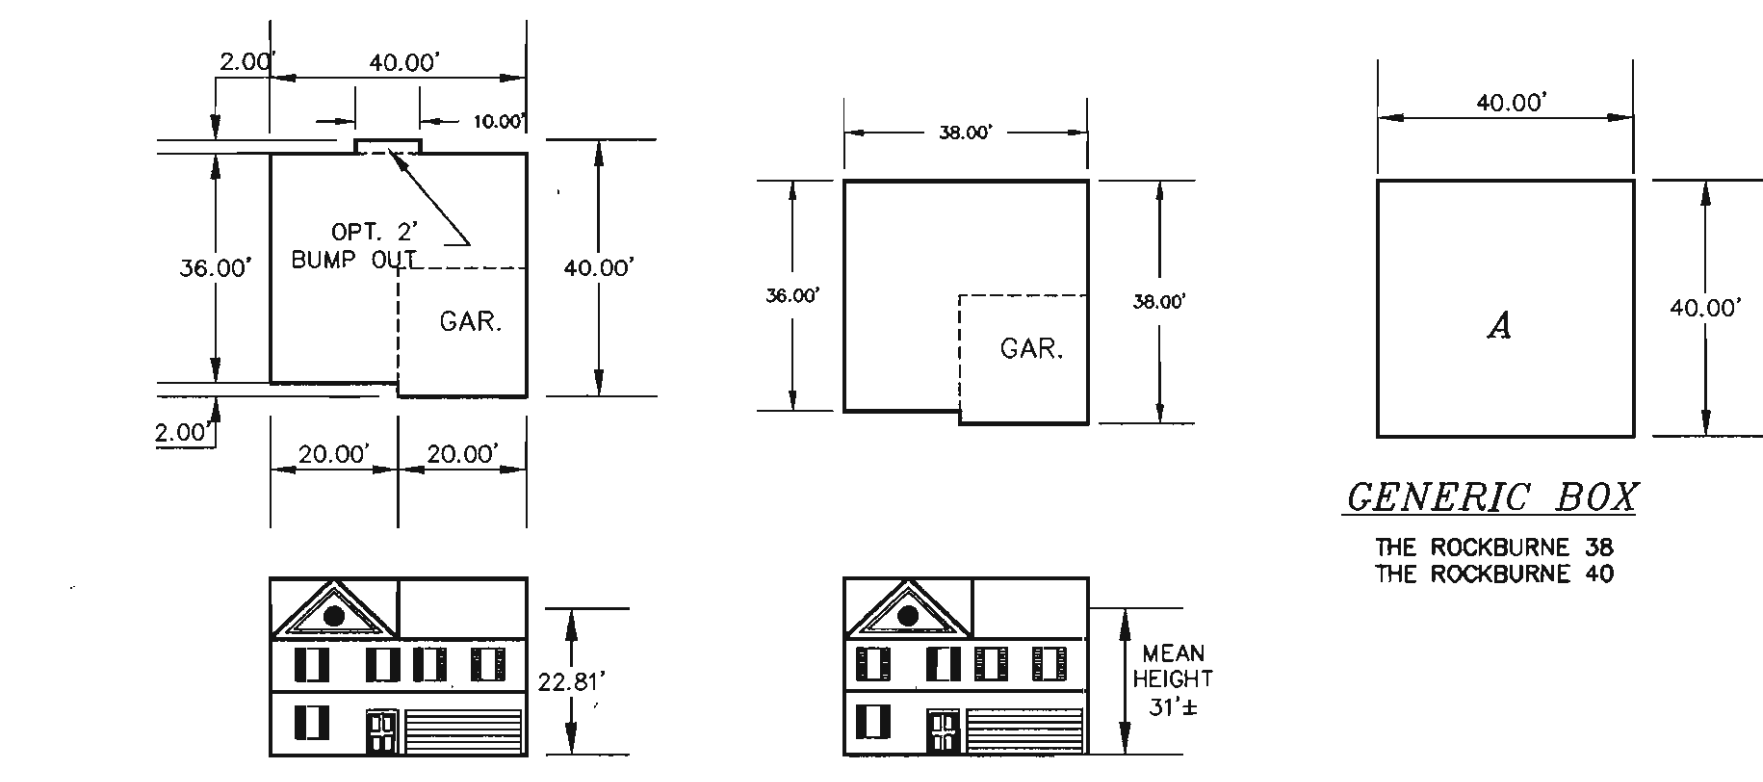 2.00'
40.00'
10.00'
OPT. 2'
BUMP OUT
36.00'
40.00'
GAR.
2.00'
20.00'
20.00'
22.81'
38.00'
36.00'
38.00'
GAR.
MEAN
HEIGHT
31'±
40.00'
40.00'
A
GENERIC BOX
THE ROCKBURNE 38
THE ROCKBURNE 40